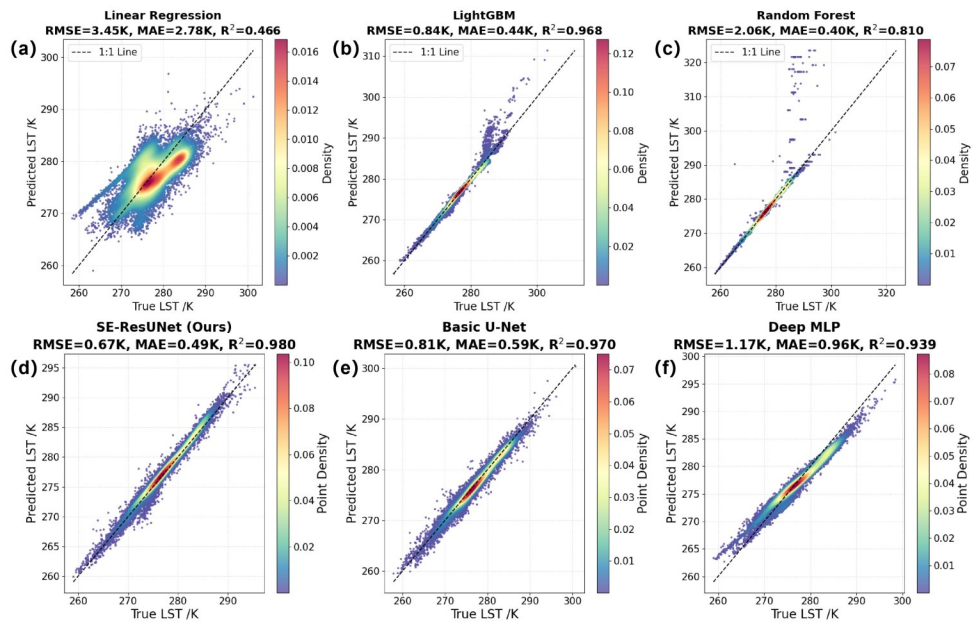 Linear Regression
RMSE=3.45K, MAE=2.78K, R²=0.466
(a)
1:1 Line
Predicted LST /K
300
290
280
270
260
260 270 280 290 300
True LST /K
0.016
0.014
0.012
0.010
0.008
0.006
0.004
0.002
Density
LightGBM
RMSE=0.84K, MAE=0.44K, R²=0.968
(b)
1:1 Line
Predicted LST /K
310
300
290
280
270
260
260 270 280 290 300 310
True LST /K
0.12
0.10
0.08
0.06
0.04
0.02
Density
Random Forest
RMSE=2.06K, MAE=0.40K, R²=0.810
(c)
1:1 Line
Predicted LST /K
320
310
300
290
280
270
260
260 280 300 320
True LST /K
0.07
0.06
0.05
0.04
0.03
0.02
0.01
Density
SE-ResUNet (Ours)
RMSE=0.67K, MAE=0.49K, R²=0.980
(d)
Predicted LST /K
295
290
285
280
275
270
265
260
260 270 280 290
True LST /K
0.10
0.08
0.06
0.04
0.02
Point Density
Basic U-Net
RMSE=0.81K, MAE=0.59K, R²=0.970
(e)
Predicted LST /K
300
290
280
270
260
260 270 280 290 300
True LST /K
0.07
0.06
0.05
0.04
0.03
0.02
0.01
Point Density
Deep MLP
RMSE=1.17K, MAE=0.96K, R²=0.939
(f)
Predicted LST /K
300
295
290
285
280
275
270
265
260
260 270 280 290 300
True LST /K
0.08
0.07
0.06
0.05
0.04
0.03
0.02
0.01
Point Density